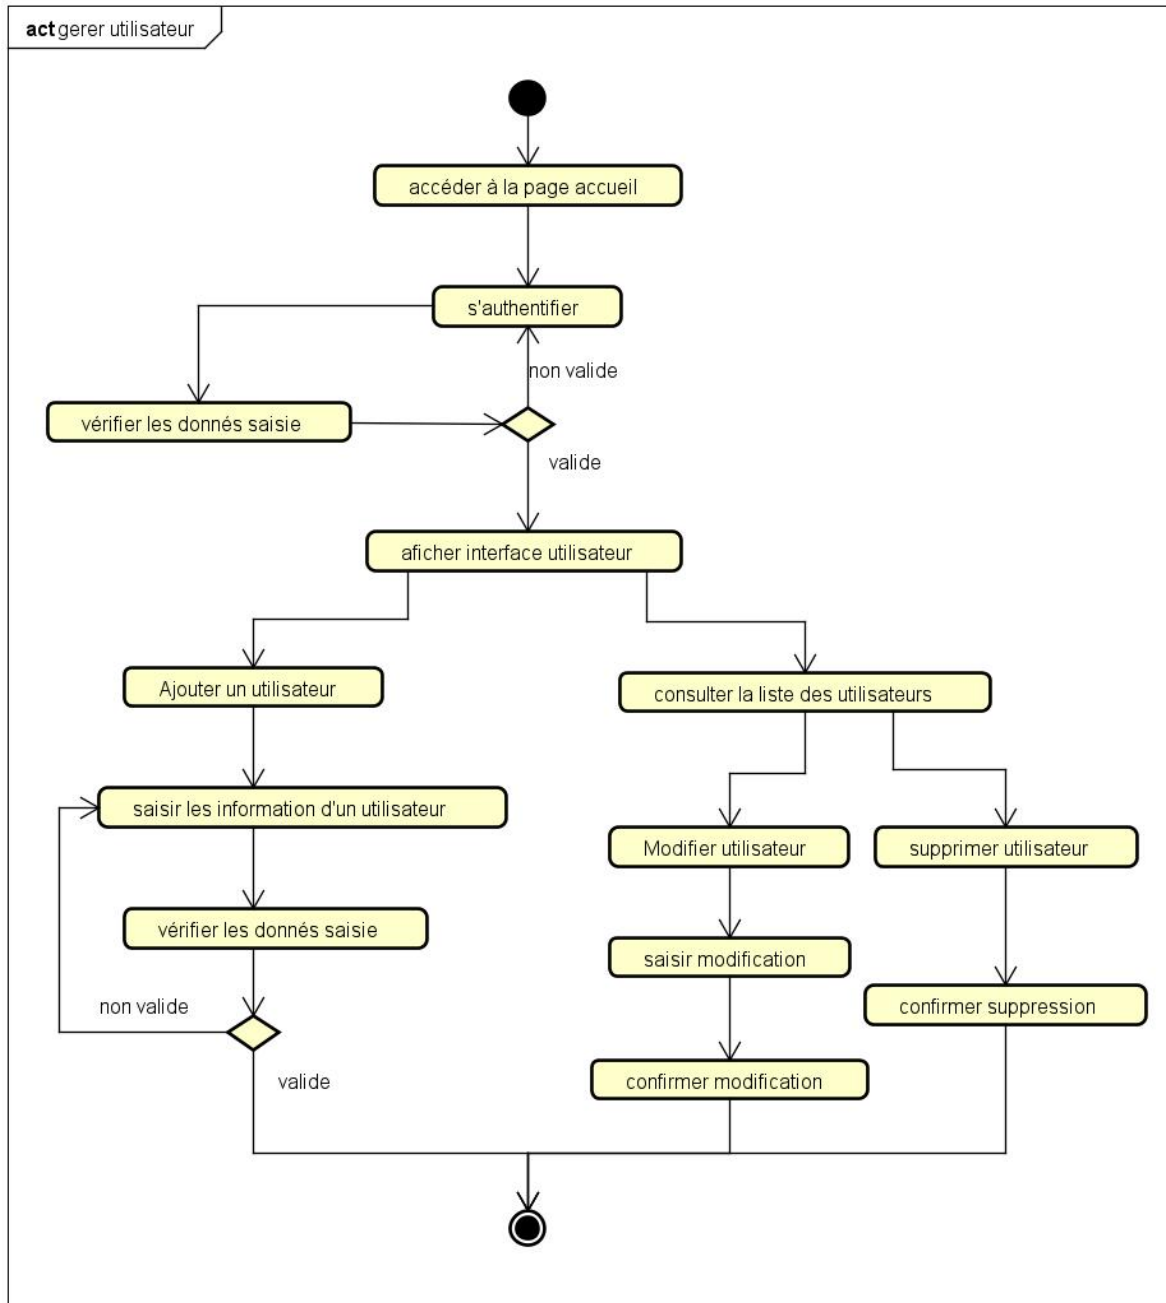 act gerer utilisateur
accéder à la page accueil
s'authentifier
non valide
vérifier les donnés saisie
valide
aficher interface utilisateur
Ajouter un utilisateur
consulter la liste des utilisateurs
saisir les information d'un utilisateur
Modifier utilisateur
supprimer utilisateur
vérifier les donnés saisie
saisir modification
non valide
confirmer suppression
valide
confirmer modification